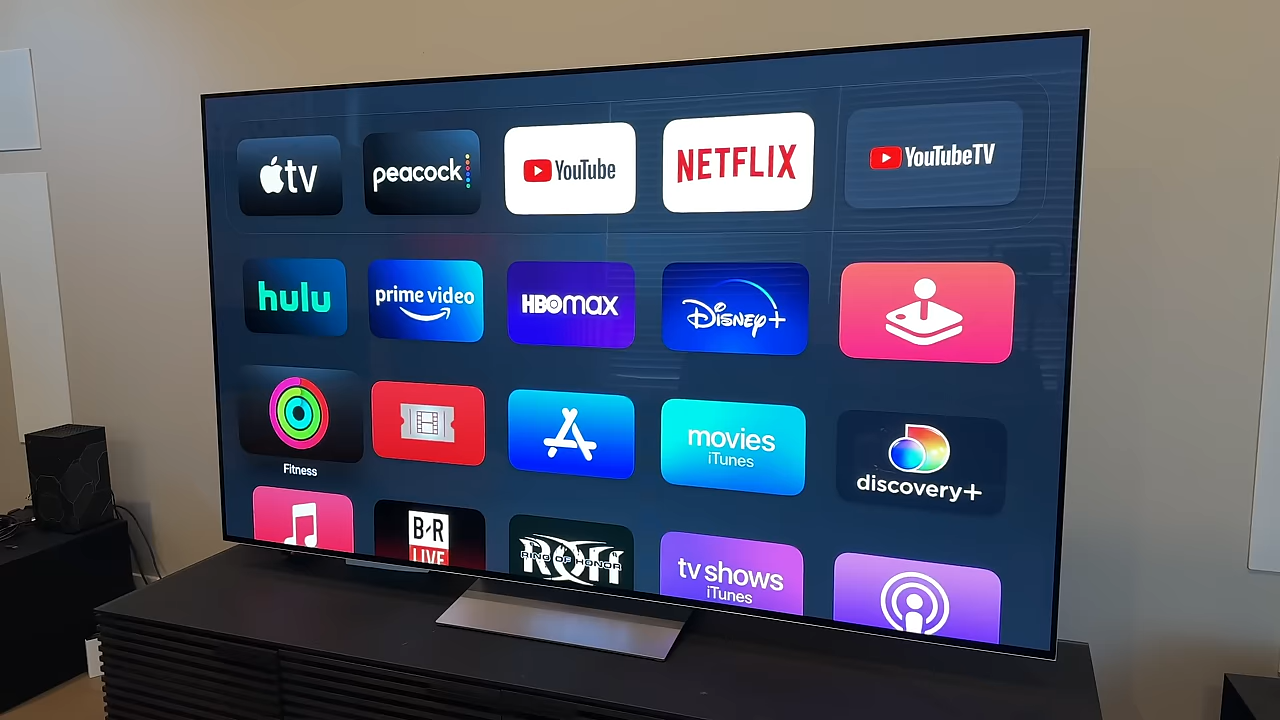 tv
peacock
YouTube
NETFLIX
YouTubeTV
hulu
prime video
HBOmax
Disney+
movies
iTunes
discovery+
Fitness
B·R
LIVE
ROH
RING OF HONOR
tv shows
iTunes